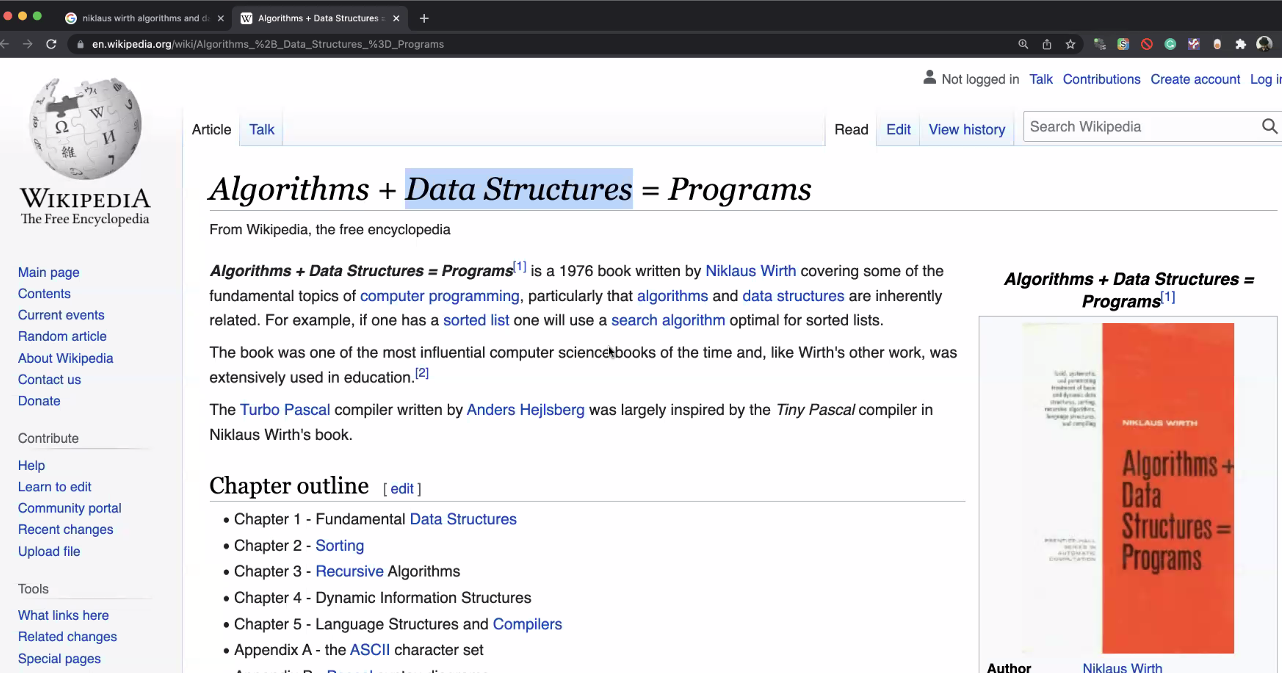 niklaus wirth algorithms and da
Algorithms + Data Structures =
en.wikipedia.org/wiki/Algorithms_%2B_Data_Structures_%3D_Programs
Not logged in Talk Contributions Create account Log in
Article Talk Read Edit View history Search Wikipedia
WIKIPEDIA
The Free Encyclopedia
Main page
Contents
Current events
Random article
About Wikipedia
Contact us
Donate
Contribute
Help
Learn to edit
Community portal
Recent changes
Upload file
Tools
What links here
Related changes
Special pages
Algorithms + Data Structures = Programs
From Wikipedia, the free encyclopedia
Algorithms + Data Structures = Programs[1] is a 1976 book written by Niklaus Wirth covering some of the
fundamental topics of computer programming, particularly that algorithms and data structures are inherently
related. For example, if one has a sorted list one will use a search algorithm optimal for sorted lists.
The book was one of the most influential computer science books of the time and, like Wirth's other work, was
extensively used in education.[2]
The Turbo Pascal compiler written by Anders Hejlsberg was largely inspired by the Tiny Pascal compiler in
Niklaus Wirth's book.
Chapter outline [ edit ]
• Chapter 1 - Fundamental Data Structures
• Chapter 2 - Sorting
• Chapter 3 - Recursive Algorithms
• Chapter 4 - Dynamic Information Structures
• Chapter 5 - Language Structures and Compilers
• Appendix A - the ASCII character set
Algorithms + Data Structures =
Programs[1]
NIKLAUS WIRTH
Algorithms +
Data
Structures =
Programs
Author Niklaus Wirth